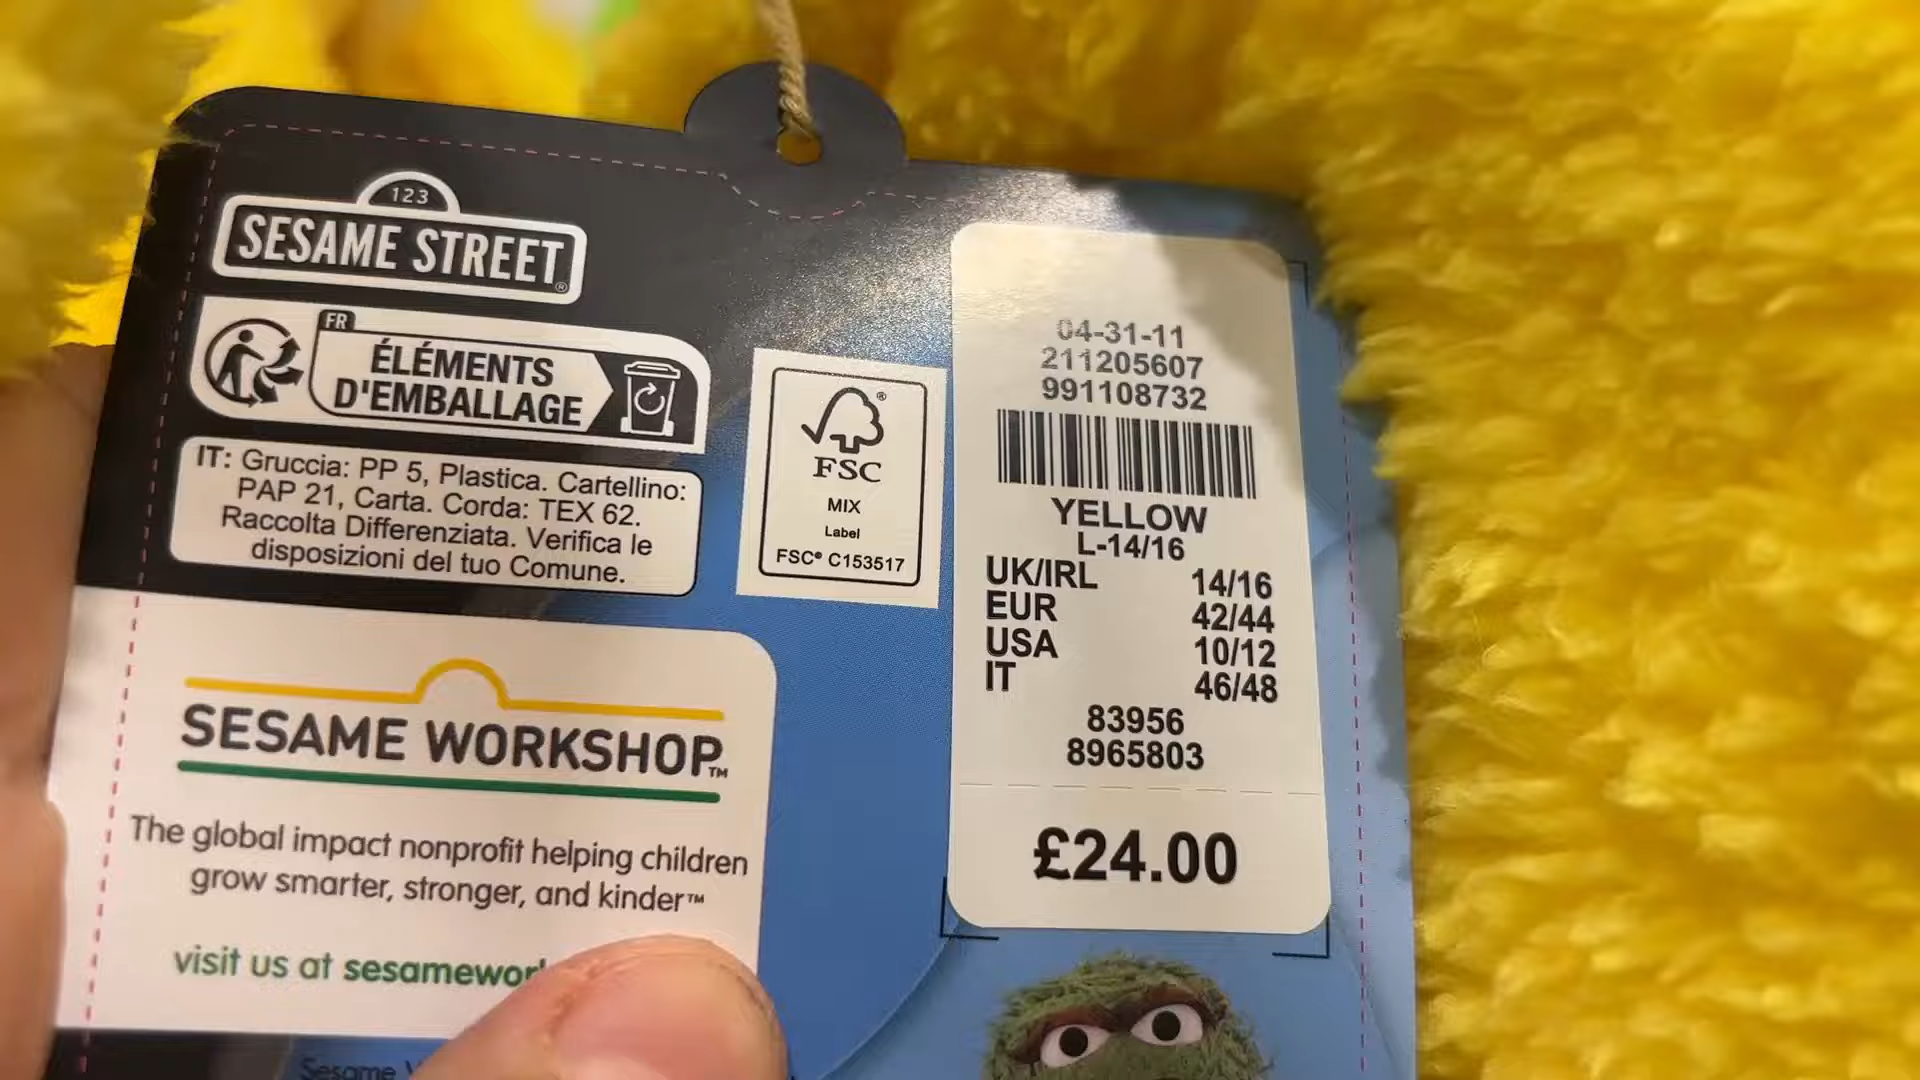 123
SESAME STREET®
FR
ÉLÉMENTS
D'EMBALLAGE
IT: Gruccia: PP 5, Plastica. Cartellino:
PAP 21, Carta. Corda: TEX 62.
Raccolta Differenziata. Verifica le
disposizioni del tuo Comune.
SESAME WORKSHOP™
The global impact nonprofit helping children
grow smarter, stronger, and kinder™
visit us at
Sesame
®
FSC
MIX
Label
FSC® C153517
04-31-11
211205607
991108732
YELLOW
L-14/16
UK/IRL 14/16
EUR 42/44
USA 10/12
IT 46/48
83956
8965803
£24.00